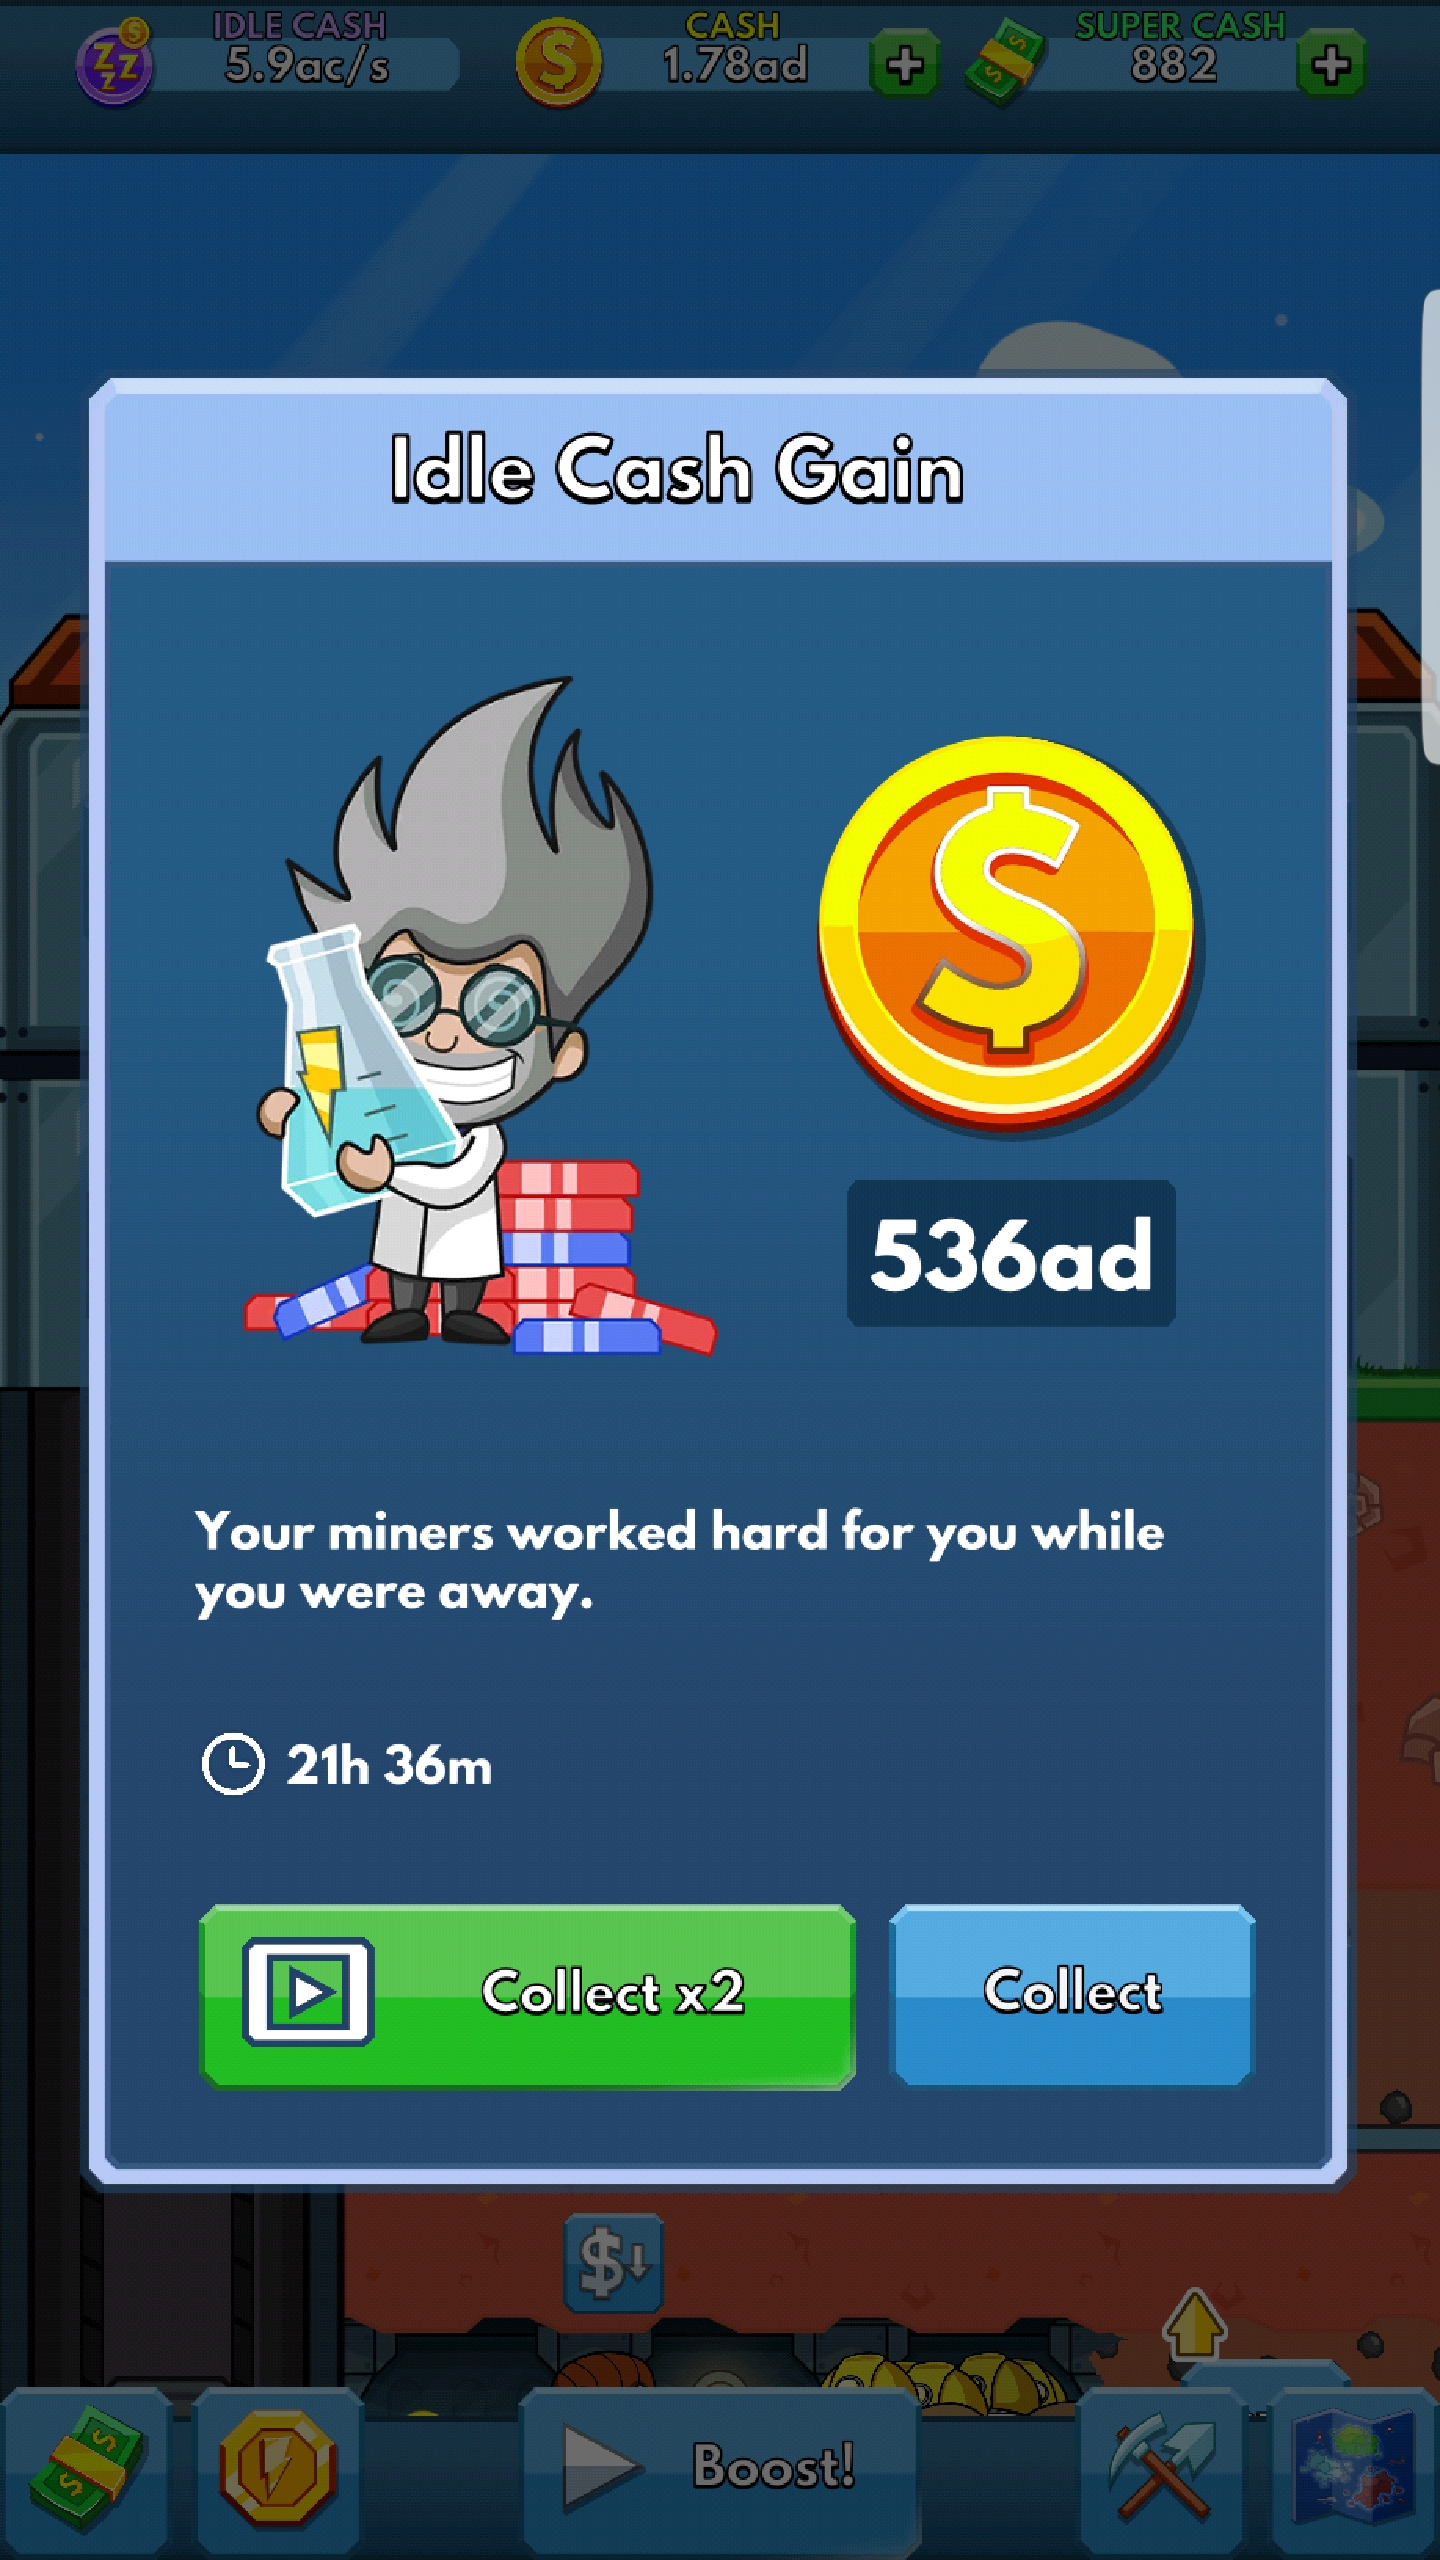 IDLE CASH
5.9ac/s
CASH
1.78ad
SUPER CASH
882
Idle Cash Gain
536ad
Your miners worked hard for you while
you were away.
21h 36m
Collect x2
Collect
Boost!